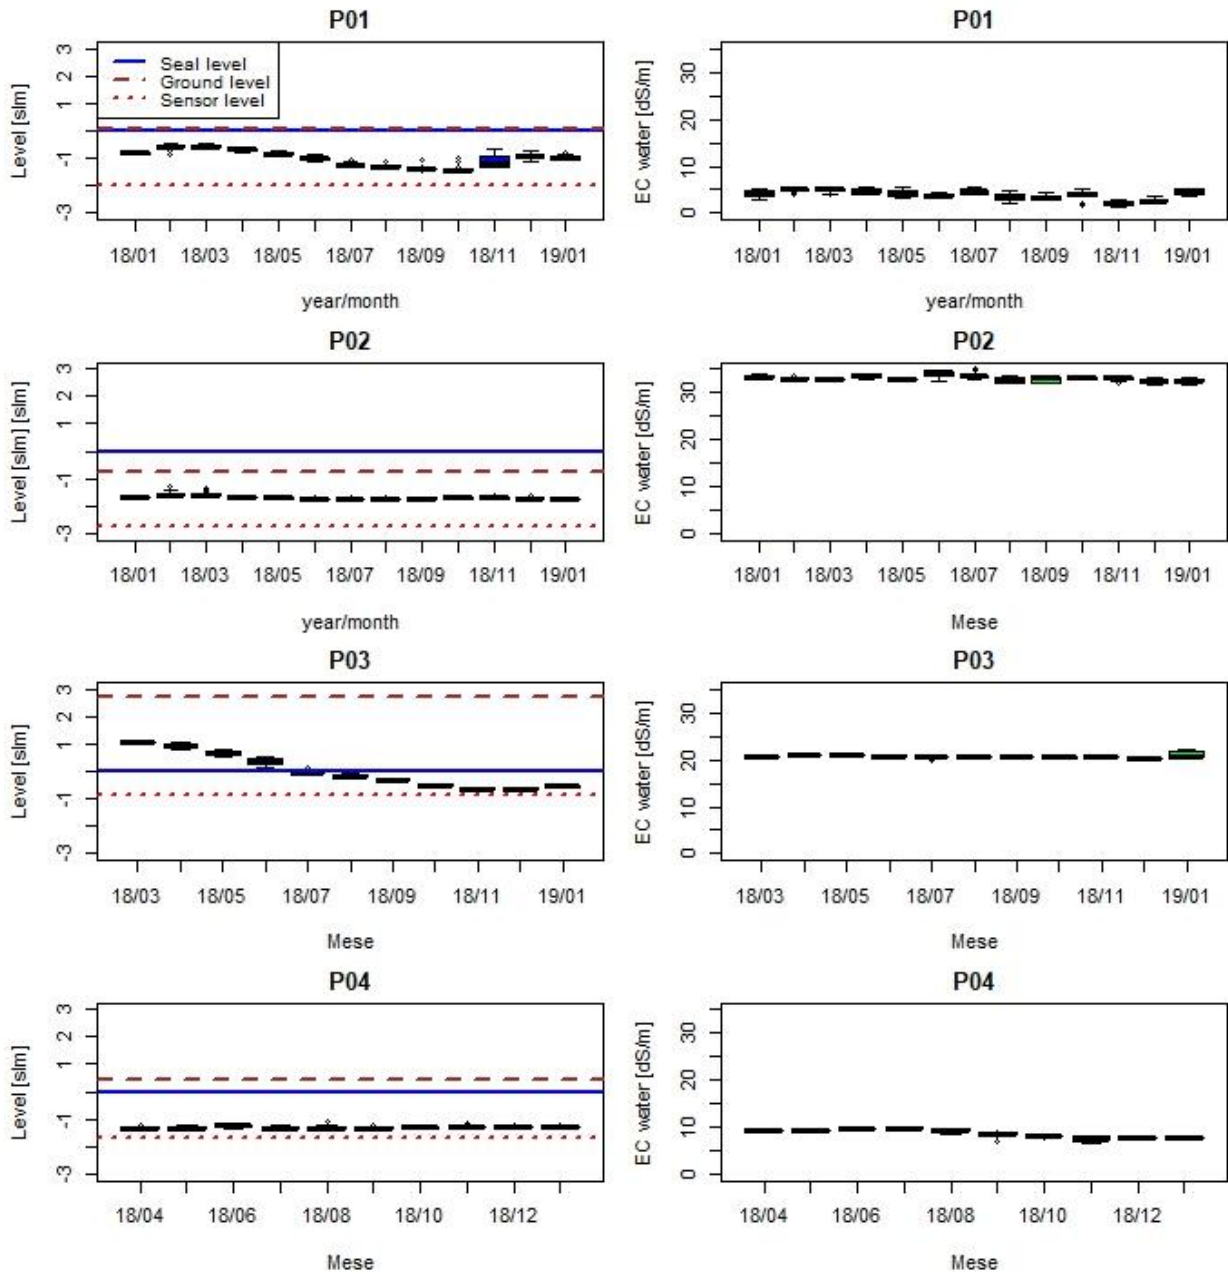 P01
P01
Level [slm]
3
2
1
-1
-3
Seal level
Ground level
Sensor level
18/01 18/03 18/05 18/07 18/09 18/11 19/01
year/month
EC water [dS/m]
30
20
10
0
18/01 18/03 18/05 18/07 18/09 18/11 19/01
year/month
P02
P02
Level [slm] [slm]
3
2
1
-1
-3
18/01 18/03 18/05 18/07 18/09 18/11 19/01
year/month
EC water [dS/m]
30
20
10
0
18/01 18/03 18/05 18/07 18/09 18/11 19/01
Mese
P03
P03
Level [slm]
3
2
1
-1
-3
18/03 18/05 18/07 18/09 18/11 19/01
Mese
EC water [dS/m]
30
20
10
0
18/03 18/05 18/07 18/09 18/11 19/01
Mese
P04
P04
Level [slm]
3
2
1
-1
-3
18/04 18/06 18/08 18/10 18/12
Mese
EC water [dS/m]
30
20
10
0
18/04 18/06 18/08 18/10 18/12
Mese